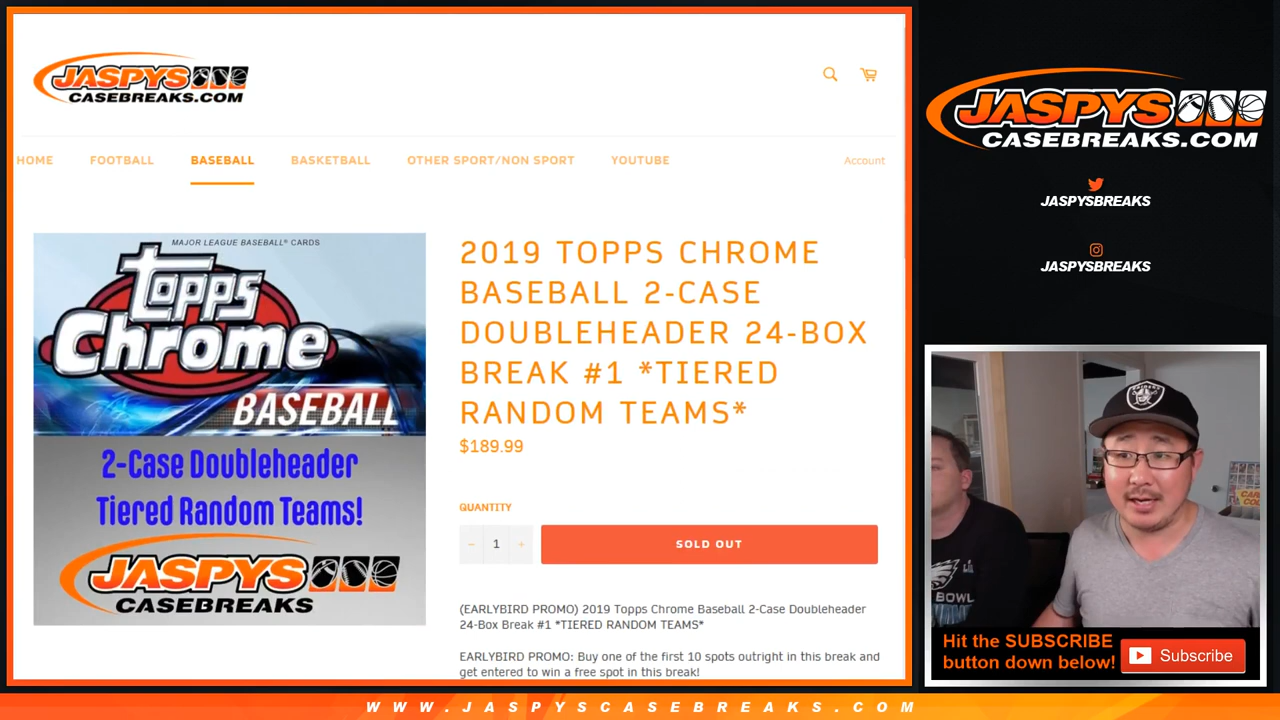 JASPYS
CASEBREAKS.COM
HOME FOOTBALL BASEBALL BASKETBALL OTHER SPORT/NON SPORT YOUTUBE Account
MAJOR LEAGUE BASEBALL® CARDS
topps
Chrome
BASEBALL
2-Case Doubleheader
Tiered Random Teams!
JASPYS
CASEBREAKS.COM
2019 TOPPS CHROME
BASEBALL 2-CASE
DOUBLEHEADER 24-BOX
BREAK #1 *TIERED
RANDOM TEAMS*
$189.99
QUANTITY
− 1 + SOLD OUT
(EARLYBIRD PROMO) 2019 Topps Chrome Baseball 2-Case Doubleheader
24-Box Break #1 *TIERED RANDOM TEAMS*
EARLYBIRD PROMO: Buy one of the first 10 spots outright in this break and
get entered to win a free spot in this break!
JASPYS
CASEBREAKS.COM
JASPYSBREAKS
JASPYSBREAKS
RAIDERS
BOWL
Hit the SUBSCRIBE
button down below!
Subscribe
WWW.JASPYSCASEBREAKS.COM